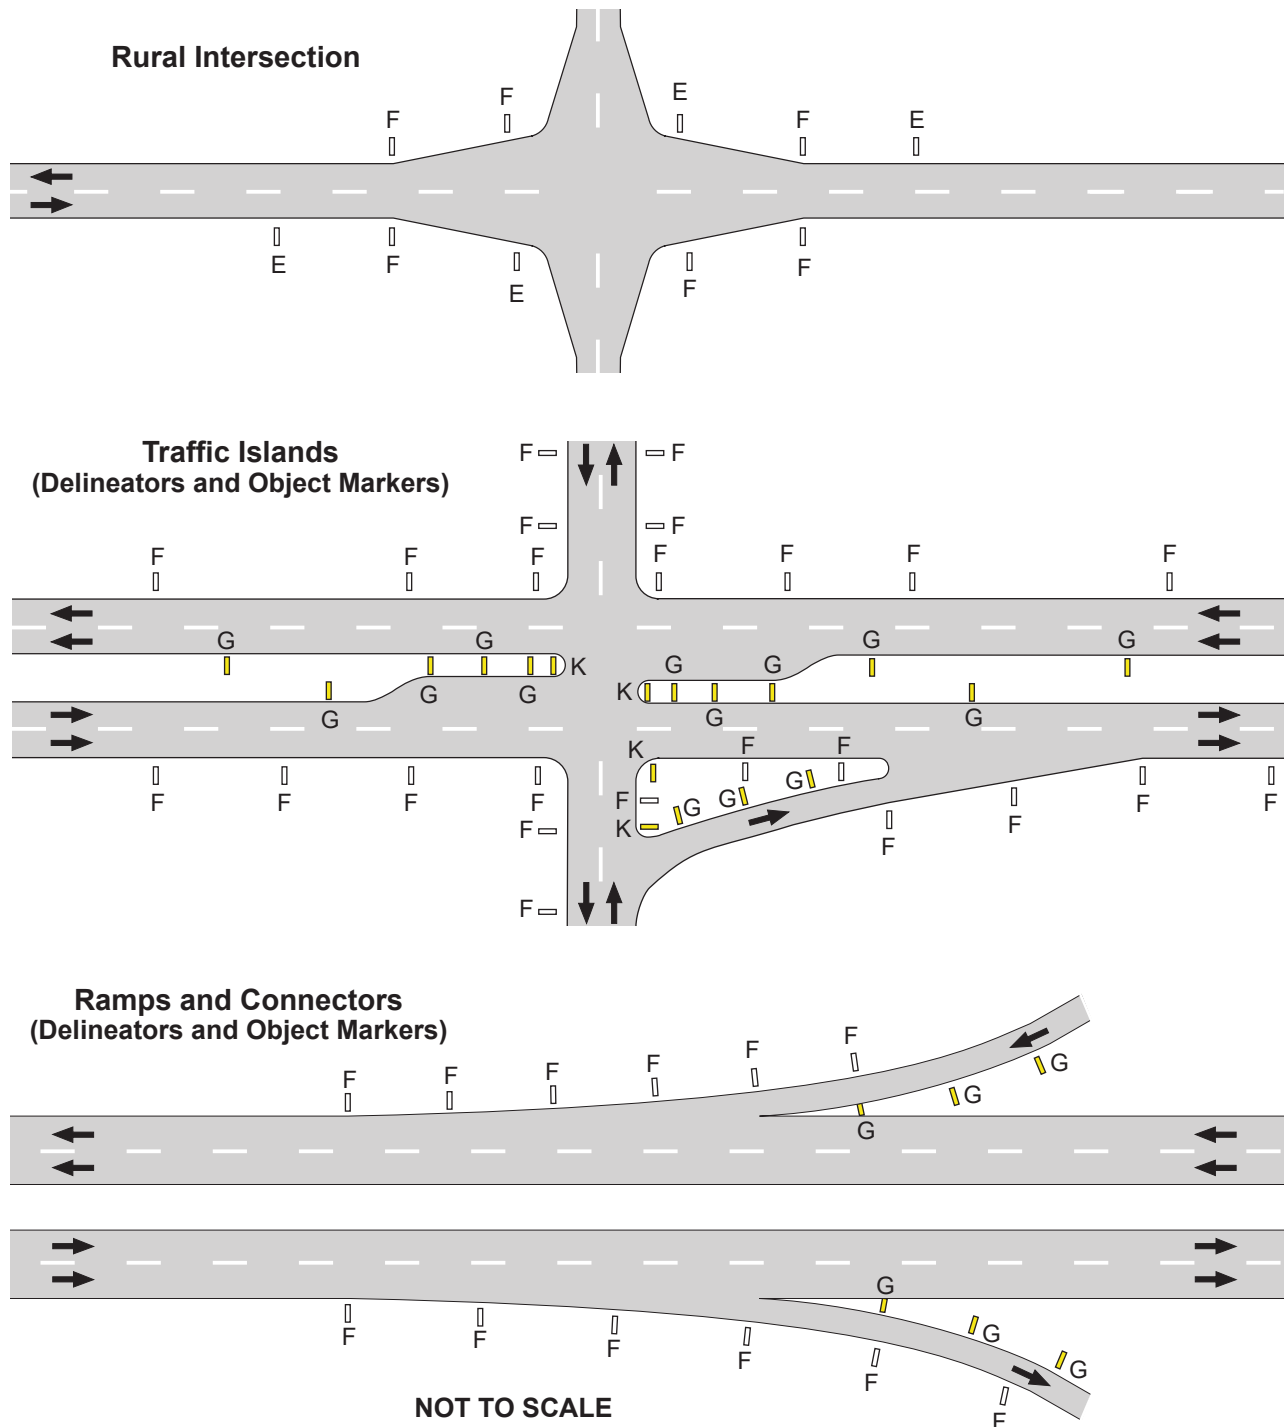 Rural Intersection
F E
F F E
E F F
E F
Traffic Islands
(Delineators and Object Markers)
F F
F F
F F F F F F F
G G G G
K G G
G G K
G G G
K F F
G
F G G
K
F F F F
F F
F F
F
F
Ramps and Connectors
(Delineators and Object Markers)
F
F
F
F
F
F
G
G
G
G
G
G
F
F
F
F
F
F
NOT TO SCALE